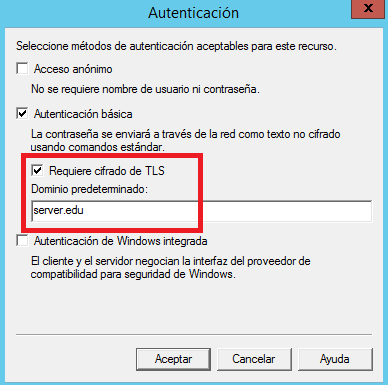 Autenticación
x
Seleccione métodos de autenticación aceptables para este recurso.
Acceso anónimo
No se requiere nombre de usuario ni contraseña.
Autenticación básica
La contraseña se enviará a través de la red como texto no cifrado
usando comandos estándar.
Requiere cifrado de TLS
Dominio predeterminado:
server.edu
Autenticación de Windows integrada
El cliente y el servidor negocian la interfaz del proveedor de
compatibilidad para seguridad de Windows.
Aceptar Cancelar Ayuda